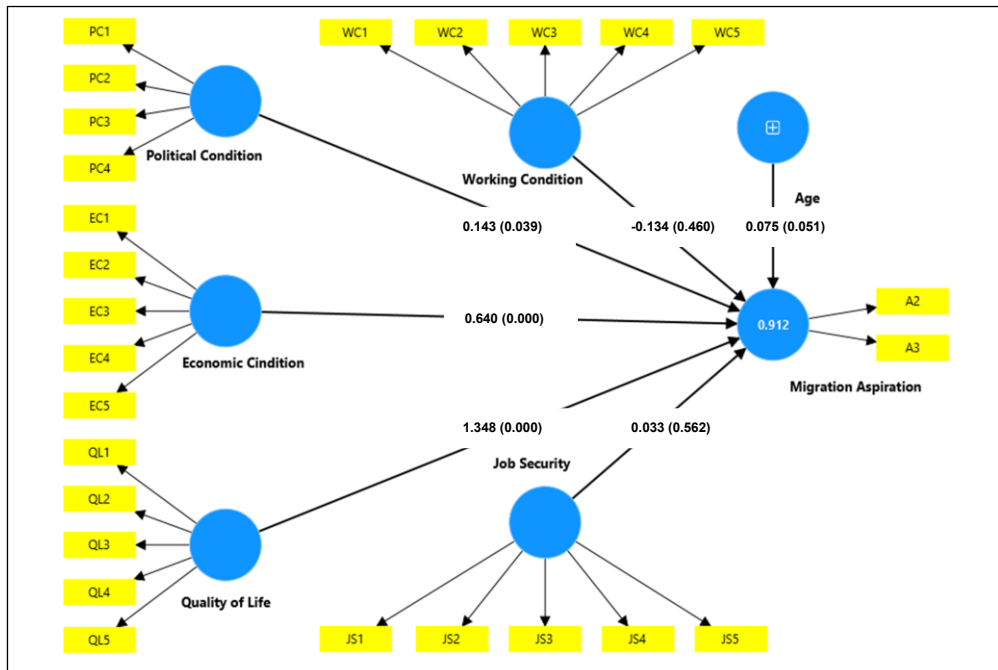 PC1
PC2
PC3
PC4
Political Condition
WC1
WC2
WC3
WC4
WC5
Working Condition
Age
0.143 (0.039)
-0.134 (0.460)
0.075 (0.051)
EC1
EC2
EC3
EC4
EC5
Economic Cindition
0.640 (0.000)
0.912
A2
A3
Migration Aspiration
1.348 (0.000)
0.033 (0.562)
Job Security
QL1
QL2
QL3
QL4
QL5
Quality of Life
JS1
JS2
JS3
JS4
JS5